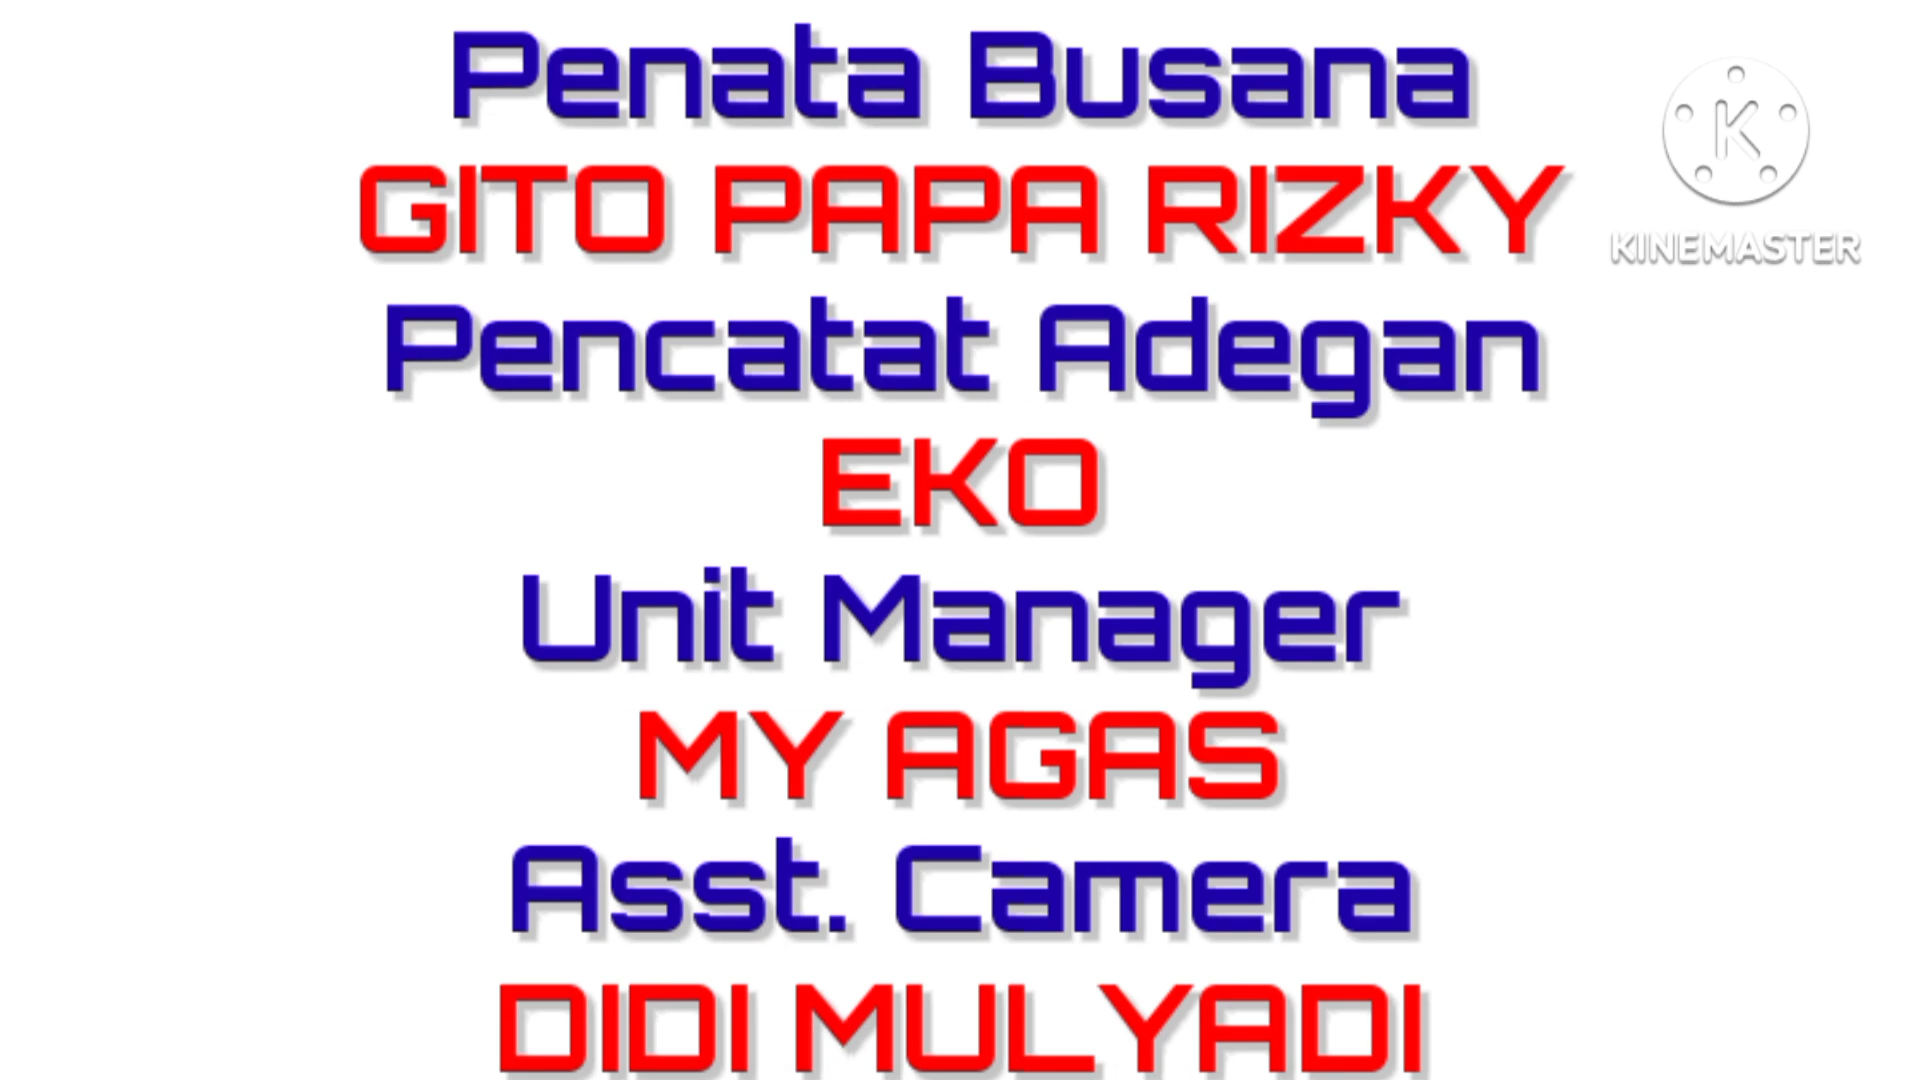 Penata Busana
GITO PAPA RIZKY
Pencatat Adegan
EKO
Unit Manager
MY AGAS
Asst. Camera
DIDI MULYADI
K
KINEMASTER